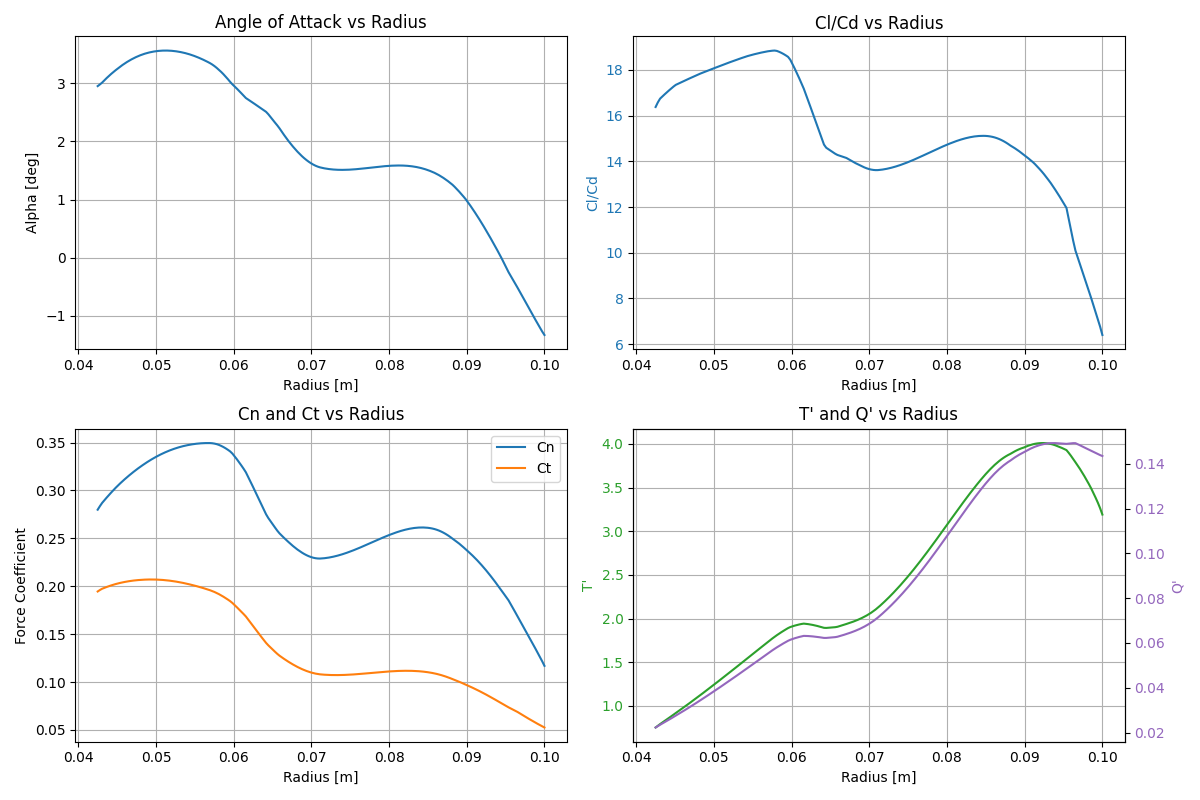 Angle of Attack vs Radius
Alpha [deg]
3
2
1
0
−1
0.04 0.05 0.06 0.07 0.08 0.09 0.10
Radius [m]
Cl/Cd vs Radius
Cl/Cd
18
16
14
12
10
8
6
0.04 0.05 0.06 0.07 0.08 0.09 0.10
Radius [m]
Cn and Ct vs Radius
Force Coefficient
0.35
0.30
0.25
0.20
0.15
0.10
0.05
Cn
Ct
0.04 0.05 0.06 0.07 0.08 0.09 0.10
Radius [m]
T' and Q' vs Radius
T'
4.0
3.5
3.0
2.5
2.0
1.5
1.0
0.14
0.12
0.10
0.08
0.06
0.04
0.02
Q'
0.04 0.05 0.06 0.07 0.08 0.09 0.10
Radius [m]